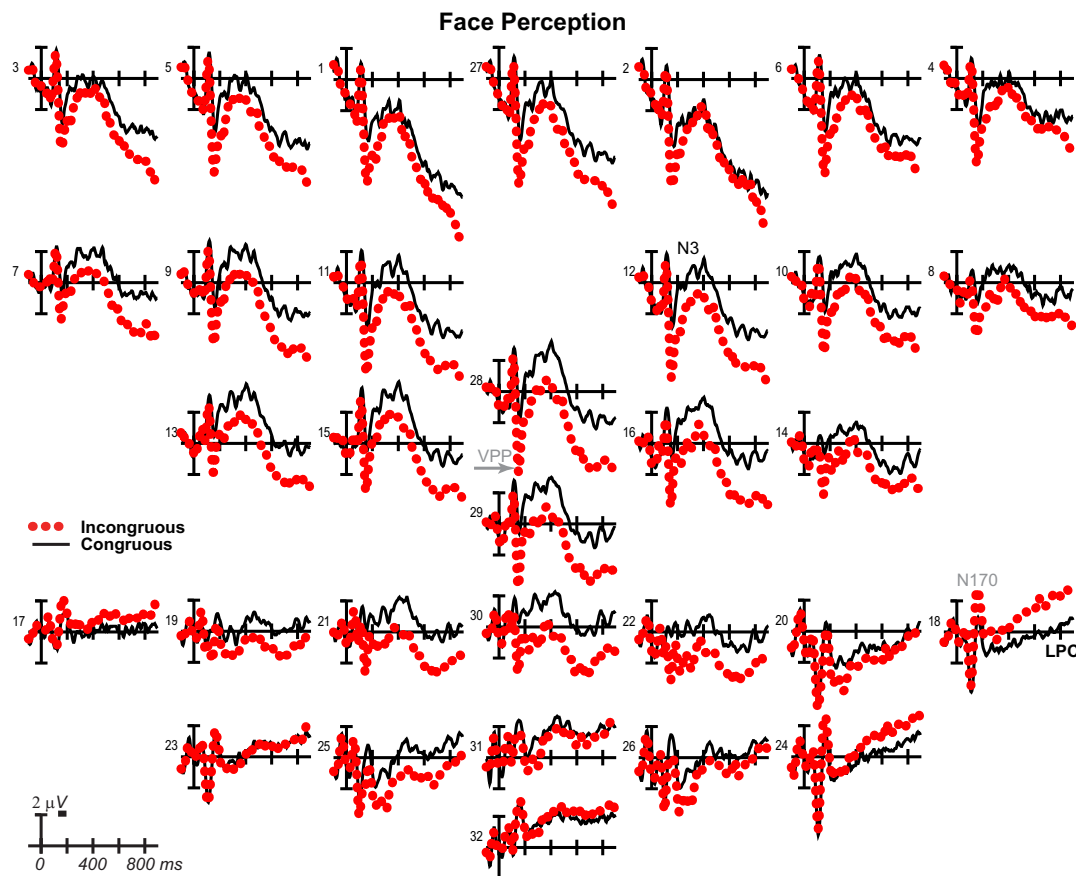 Face Perception
3 5 1 27 2 6 4
N3
7 9 11 12 10 8
28
13 15 16 14
VPP
29
Incongruous
Congruous
N170
17 19 21 30 22 20 18
LPC
23 25 31 26 24
2 μV
32
0 400 800 ms